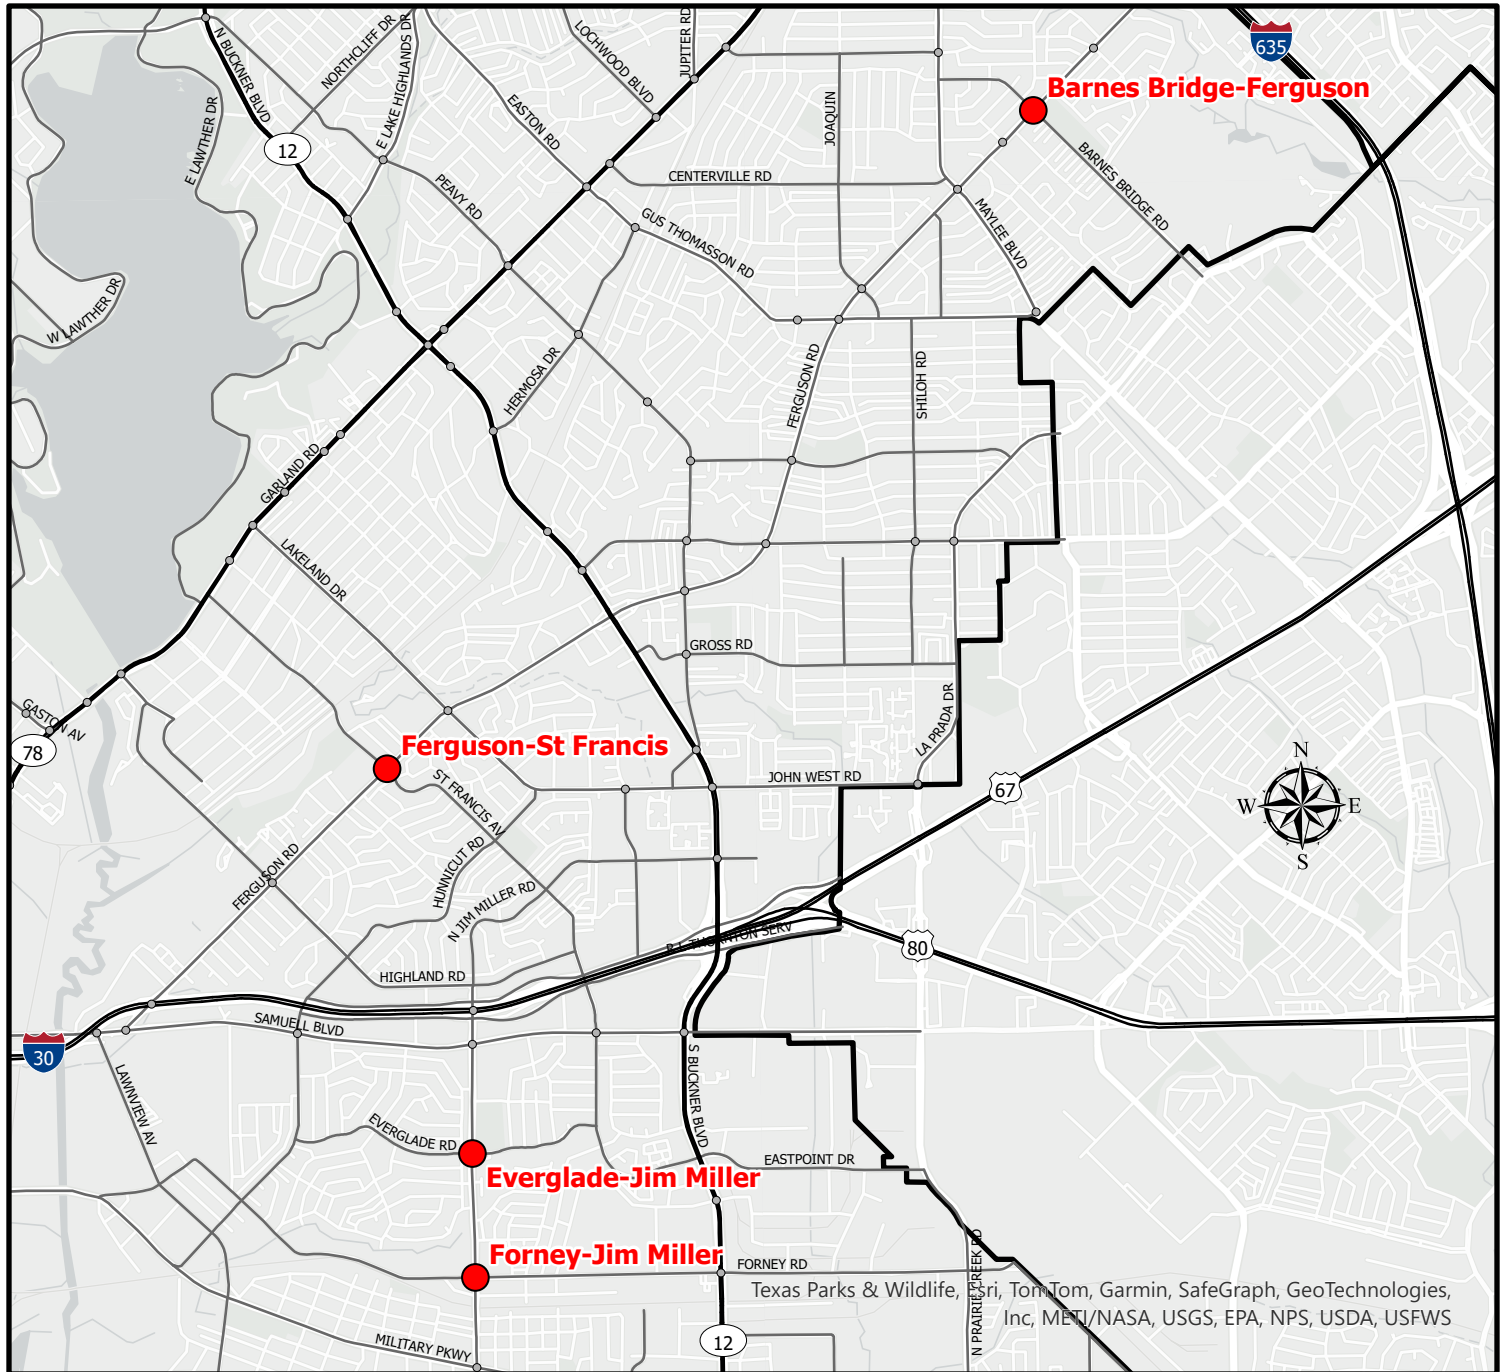 N BUCKNER BLVD
NORTHCLIFF DR
E LAKE HIGHLANDS DR
LOCHWOOD BLVD
JUPITER RD
635
Barnes Bridge-Ferguson
EASTON RD
E LAWTHER DR
12
JOAQUIN
BARNES BRIDGE RD
CENTERVILLE RD
PEAVY RD
GUS THOMASSON RD
MAYLEE BLVD
W LAWTHER DR
HERMOSA DR
FERGUSON RD
SHILOH RD
GARLAND RD
LAKELAND DR
GROSS RD
LA PRADA DR
GASTON AV
78
Ferguson-St Francis
ST FRANCIS AV
JOHN WEST RD
67
N
W
E
S
FERGUSON RD
HUNNICUT RD
N JIM MILLER RD
R L THORNTON SERV
80
HIGHLAND RD
SAMUELL BLVD
30
LAWNVIEW AV
S BUCKNER BLVD
EVERGLADE RD
EASTPOINT DR
Everglade-Jim Miller
Forney-Jim Miller
FORNEY RD
N PRAIRIE CREEK RD
MILITARY PKWY
12
Texas Parks & Wildlife, Esri, TomTom, Garmin, SafeGraph, GeoTechnologies,
Inc, METI/NASA, USGS, EPA, NPS, USDA, USFWS